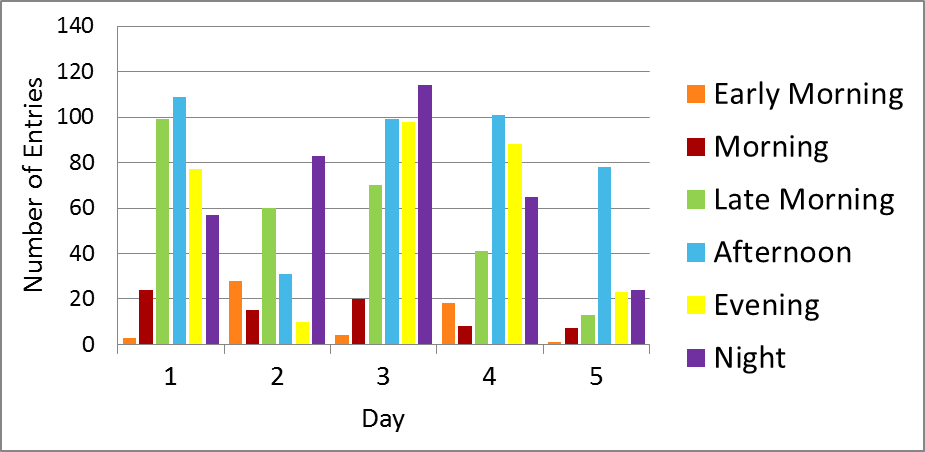 140
120
100
80
60
40
20
0
Number of Entries
1 2 3 4 5
Day
Early Morning
Morning
Late Morning
Afternoon
Evening
Night